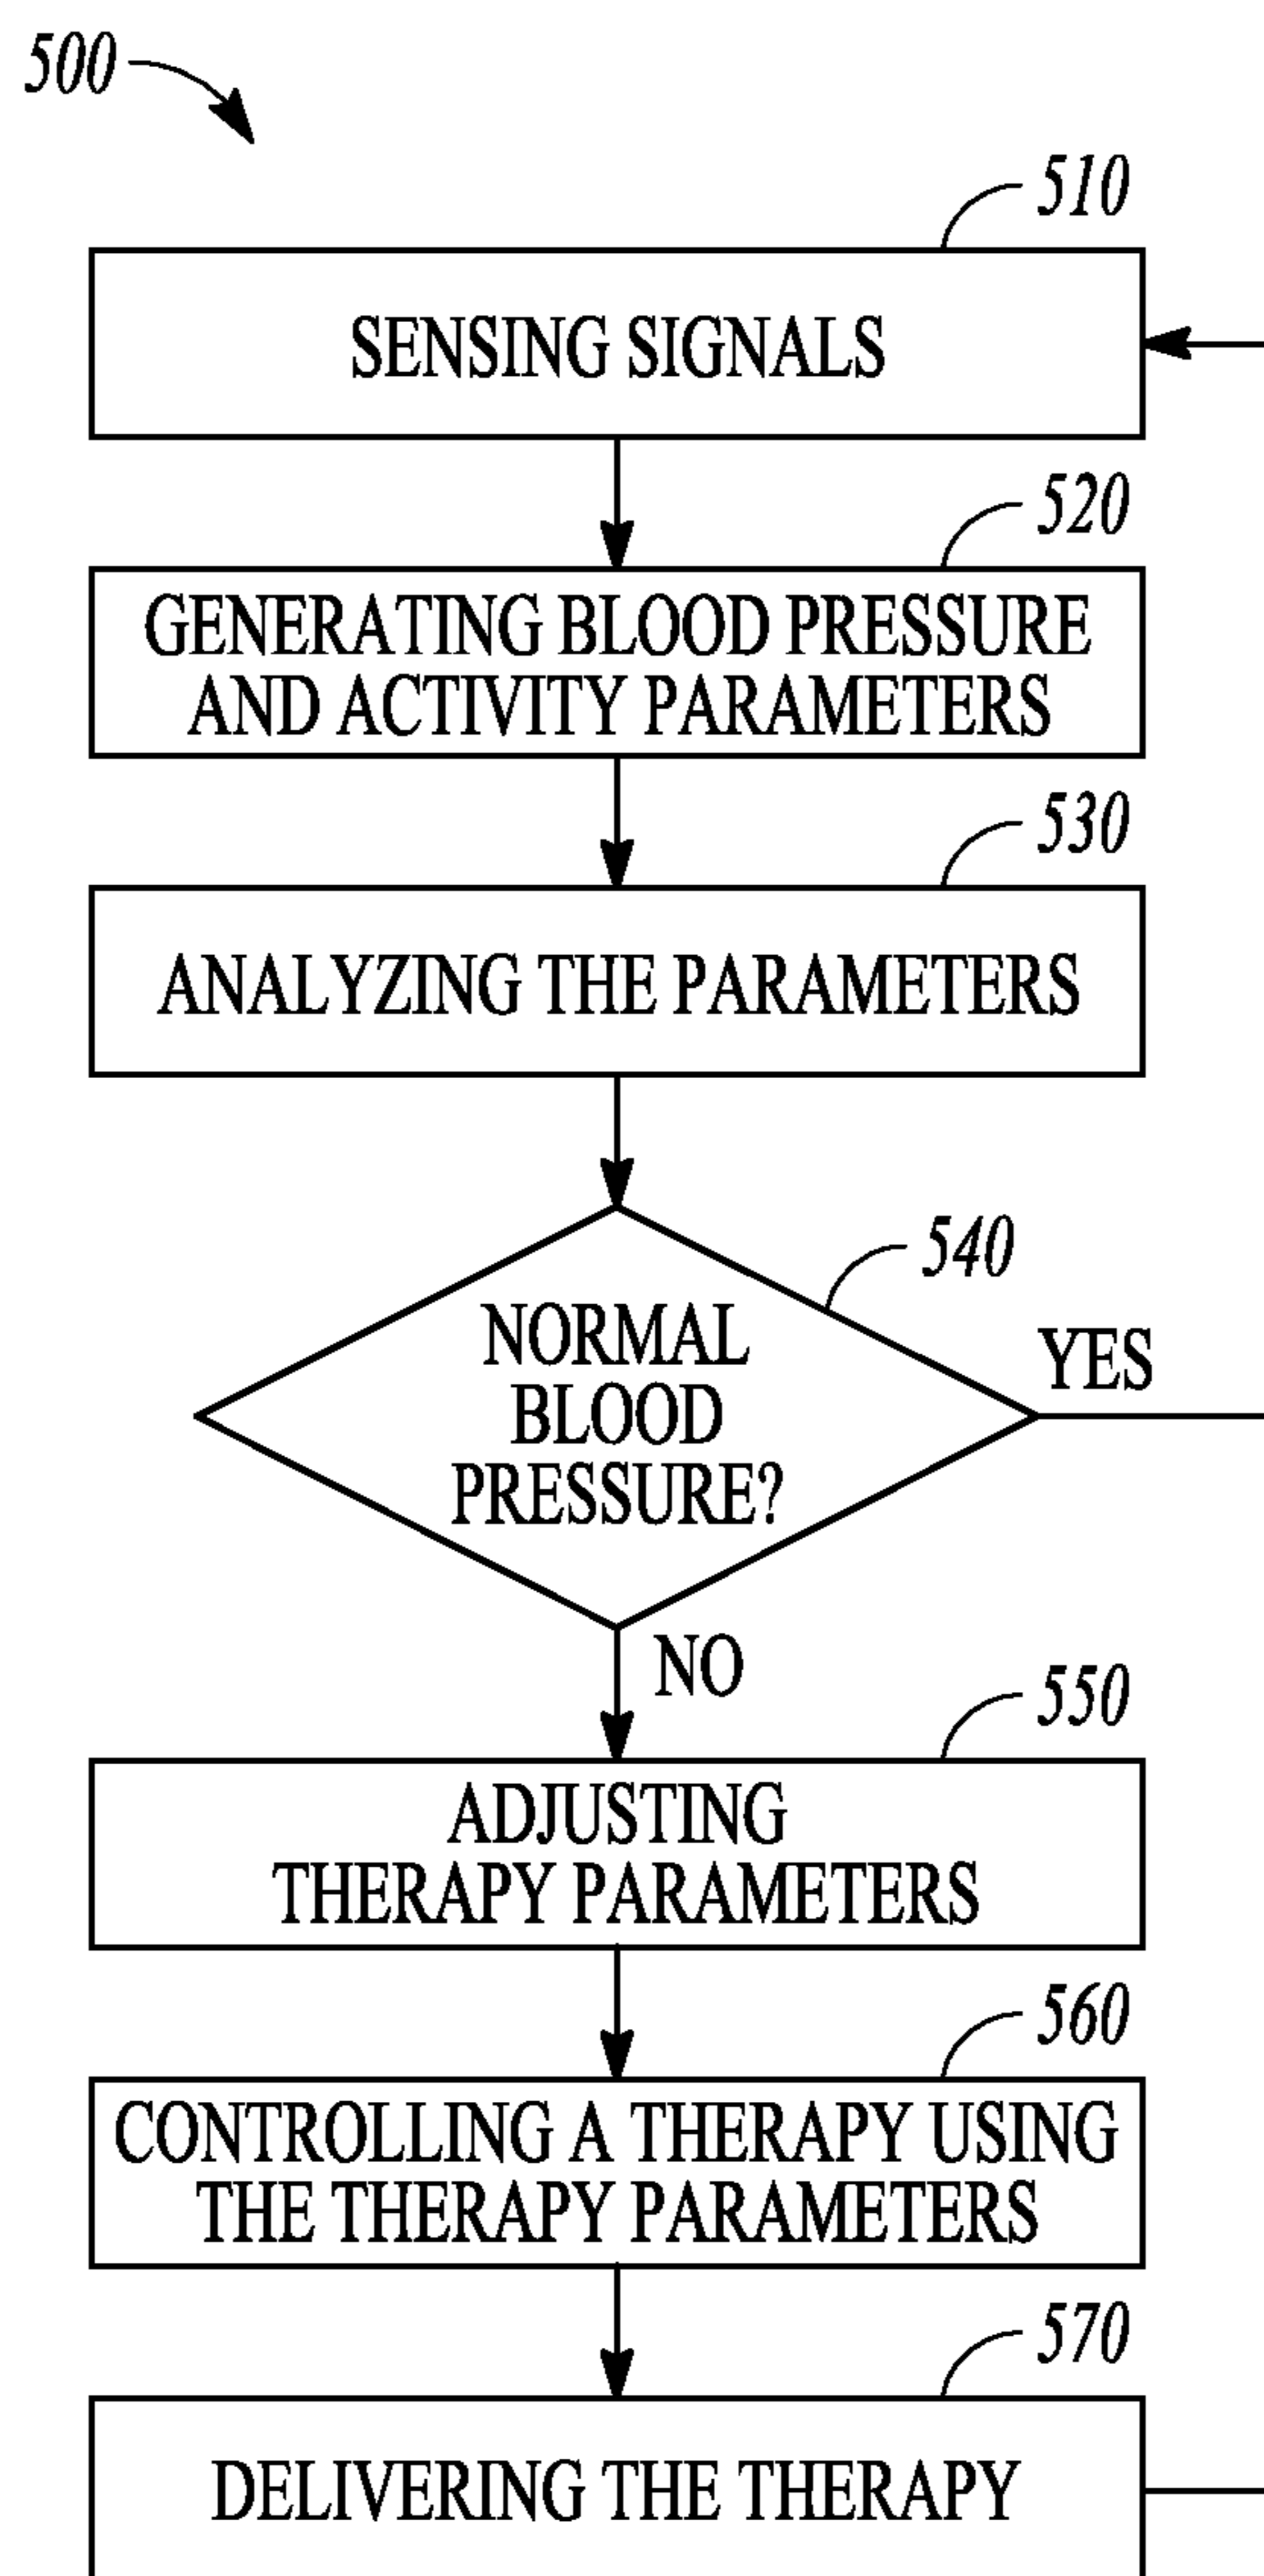 500
510
SENSING SIGNALS
520
GENERATING BLOOD PRESSURE
AND ACTIVITY PARAMETERS
530
ANALYZING THE PARAMETERS
540
NORMAL
BLOOD
PRESSURE?
YES
NO
550
ADJUSTING
THERAPY PARAMETERS
560
CONTROLLING A THERAPY USING
THE THERAPY PARAMETERS
570
DELIVERING THE THERAPY